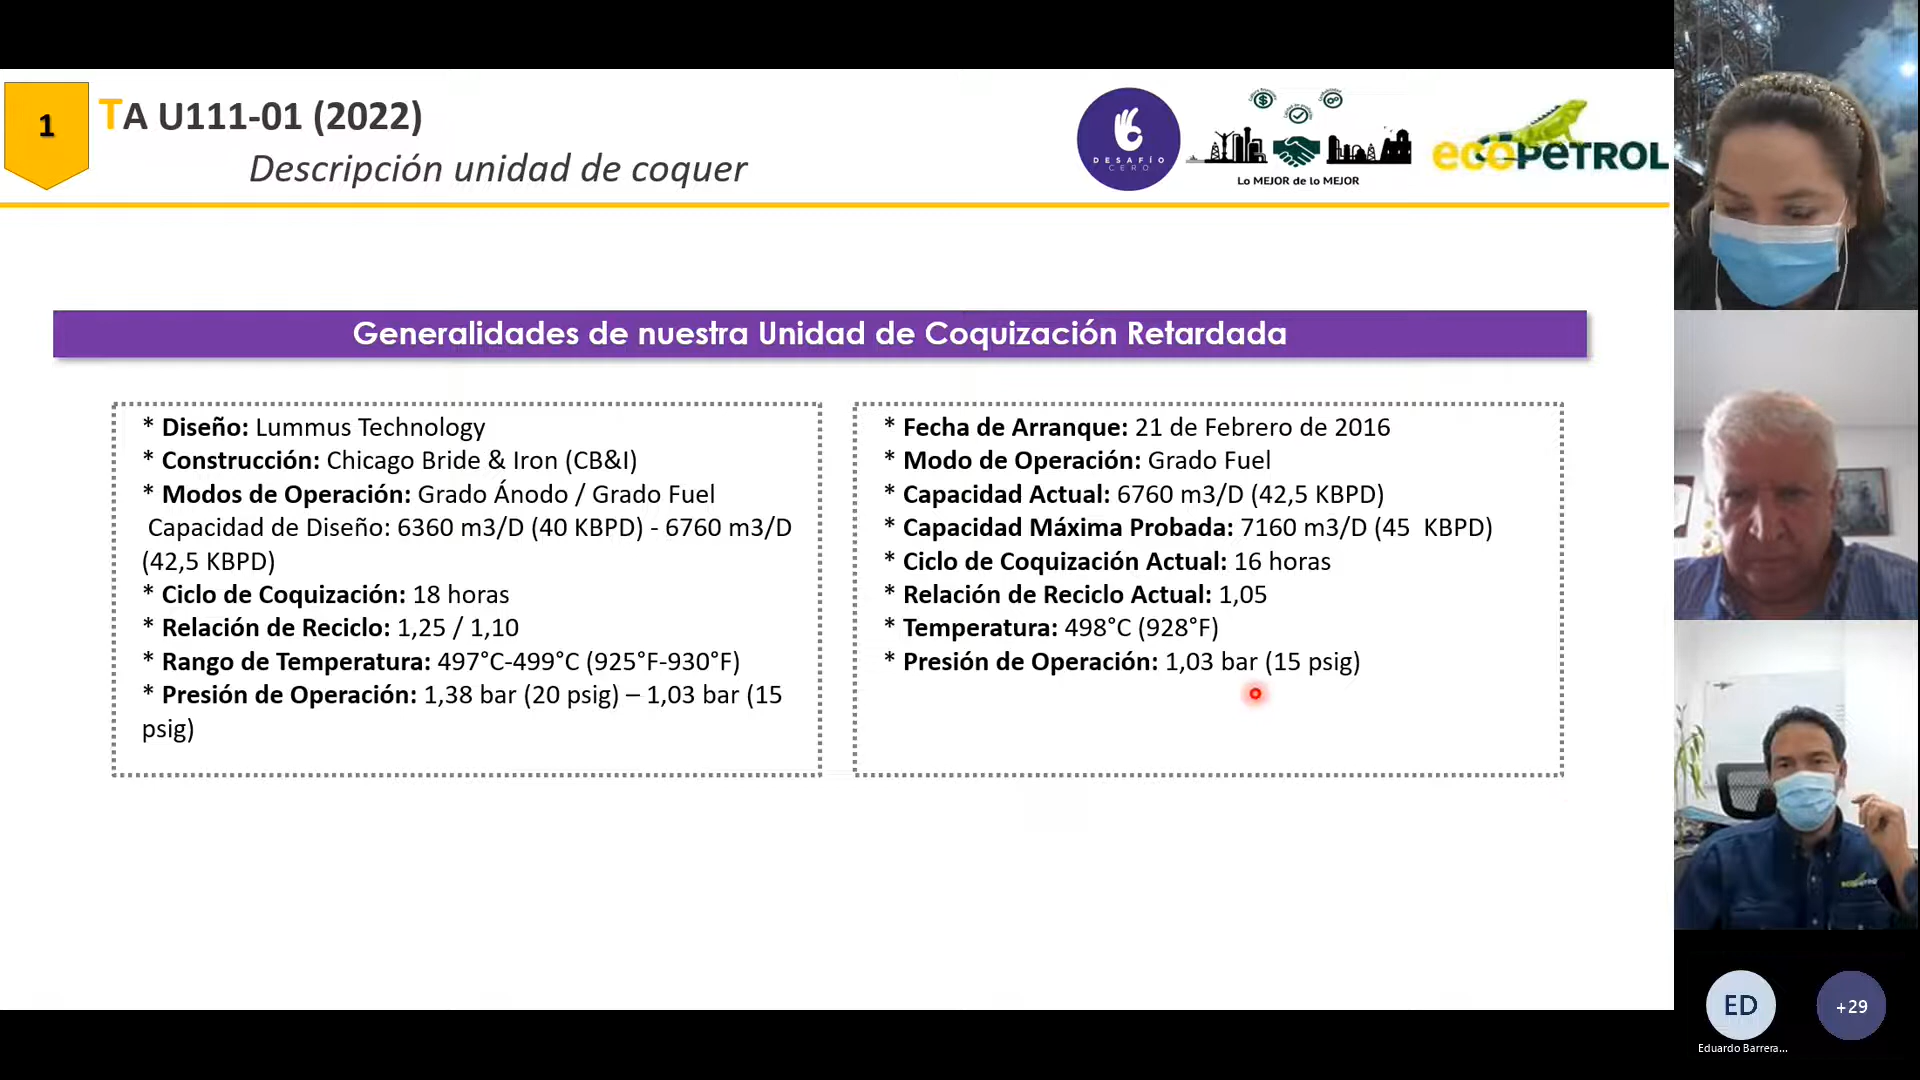 1
TA U111-01 (2022)
Descripción unidad de coquer
DESAFÍO
CERO
Lo MEJOR de lo MEJOR
ecoPETROL
Generalidades de nuestra Unidad de Coquización Retardada
* Diseño: Lummus Technology
* Construcción: Chicago Bride & Iron (CB&I)
* Modos de Operación: Grado Ánodo / Grado Fuel
Capacidad de Diseño: 6360 m3/D (40 KBPD) - 6760 m3/D
(42,5 KBPD)
* Ciclo de Coquización: 18 horas
* Relación de Reciclo: 1,25 / 1,10
* Rango de Temperatura: 497°C-499°C (925°F-930°F)
* Presión de Operación: 1,38 bar (20 psig) – 1,03 bar (15
psig)
* Fecha de Arranque: 21 de Febrero de 2016
* Modo de Operación: Grado Fuel
* Capacidad Actual: 6760 m3/D (42,5 KBPD)
* Capacidad Máxima Probada: 7160 m3/D (45 KBPD)
* Ciclo de Coquización Actual: 16 horas
* Relación de Reciclo Actual: 1,05
* Temperatura: 498°C (928°F)
* Presión de Operación: 1,03 bar (15 psig)
ED
+29
Eduardo Barrera...